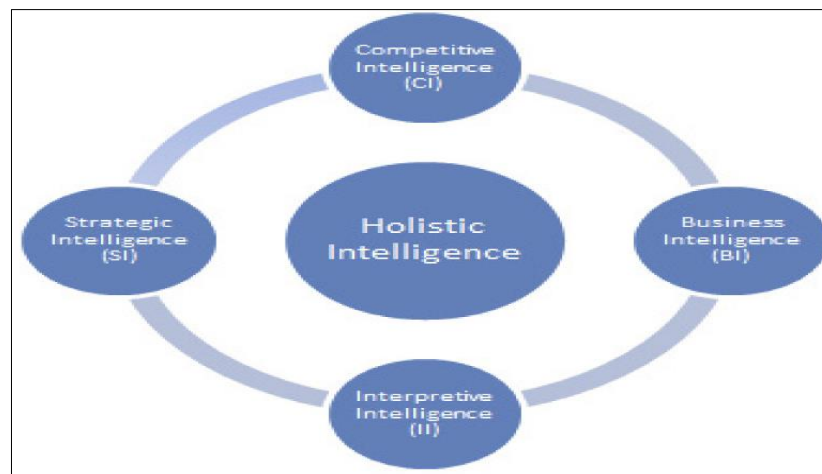 Competitive
Intelligence
(CI)
Strategic
Intelligence
(SI)
Holistic
Intelligence
Business
Intelligence
(BI)
Interpretive
Intelligence
(II)